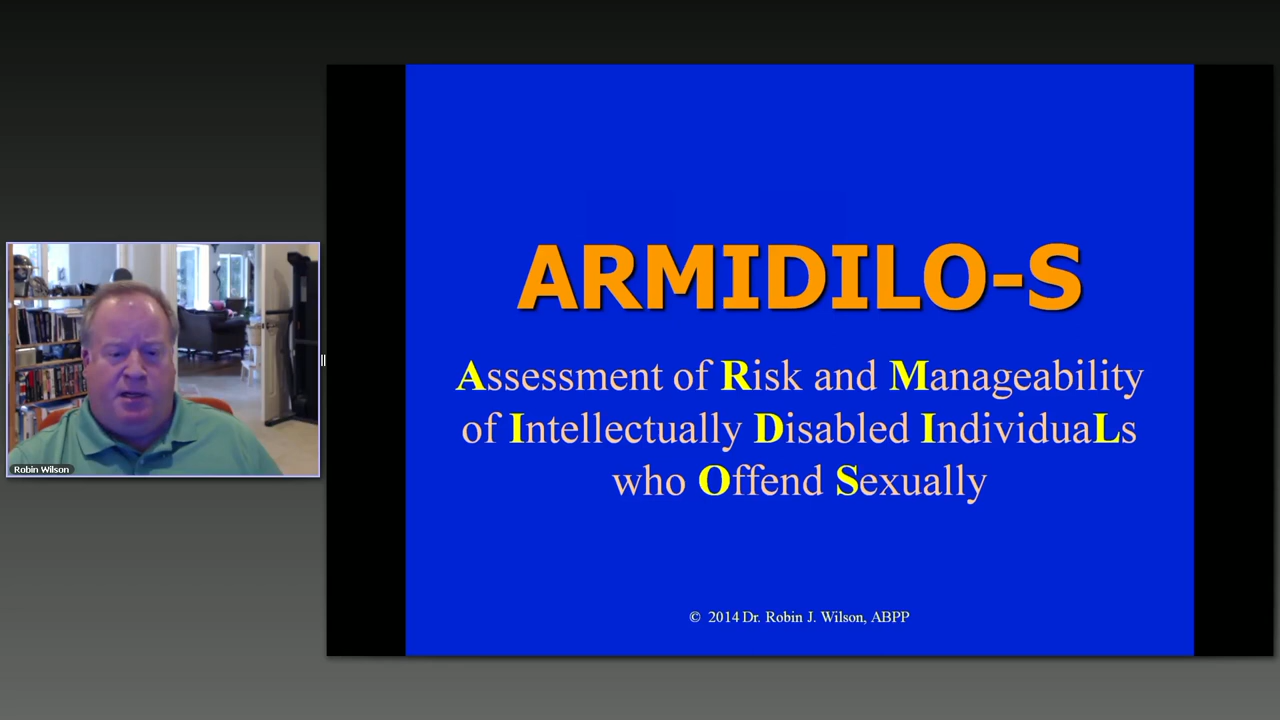 ARMIDILO-S
Assessment of Risk and Manageability
of Intellectually Disabled IndividuaLs
who Offend Sexually
© 2014 Dr. Robin J. Wilson, ABPP
Robin Wilson